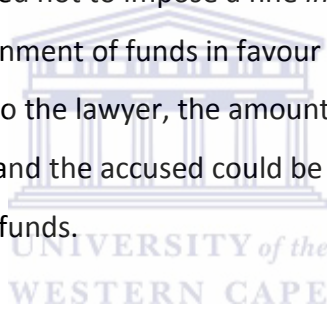 ed not to impose a fine in
nment of funds in favour
o the lawyer, the amount
and the accused could be
funds.
UNIVERSITY of the
WESTERN CAPE